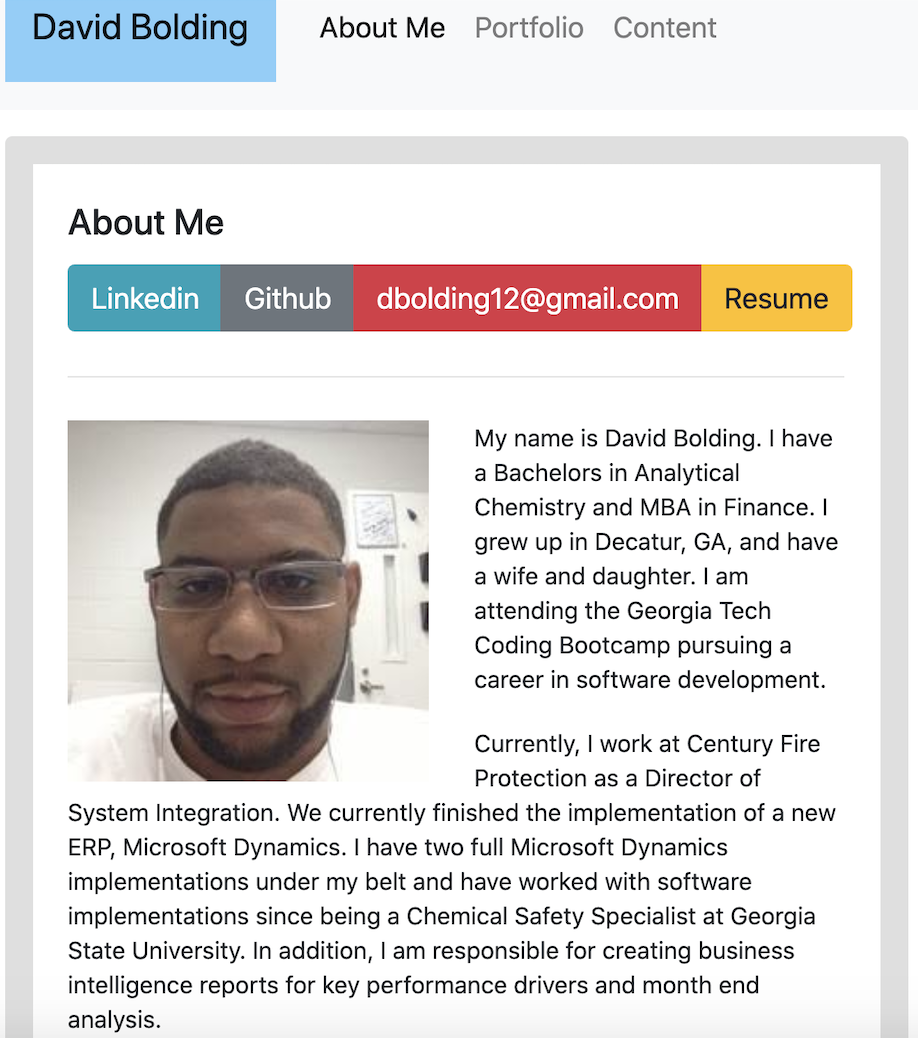 David Bolding
About Me Portfolio Content
About Me
Linkedin Github dbolding12@gmail.com Resume
My name is David Bolding. I have
a Bachelors in Analytical
Chemistry and MBA in Finance. I
grew up in Decatur, GA, and have
a wife and daughter. I am
attending the Georgia Tech
Coding Bootcamp pursuing a
career in software development.
Currently, I work at Century Fire
Protection as a Director of
System Integration. We currently finished the implementation of a new
ERP, Microsoft Dynamics. I have two full Microsoft Dynamics
implementations under my belt and have worked with software
implementations since being a Chemical Safety Specialist at Georgia
State University. In addition, I am responsible for creating business
intelligence reports for key performance drivers and month end
analysis.